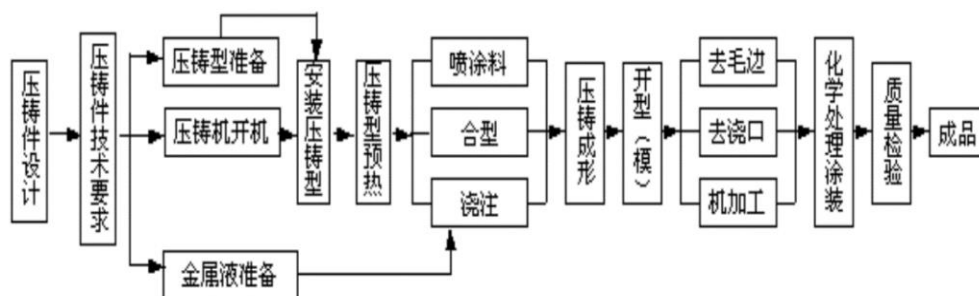 压铸件设计
压铸件技术要求
压铸型准备
压铸机开机
金属液准备
安装压铸型
压铸型预热
喷涂料
合型
浇注
压铸成形
开型（模）
去毛边
去浇口
机加工
化学处理涂装
质量检验
成品